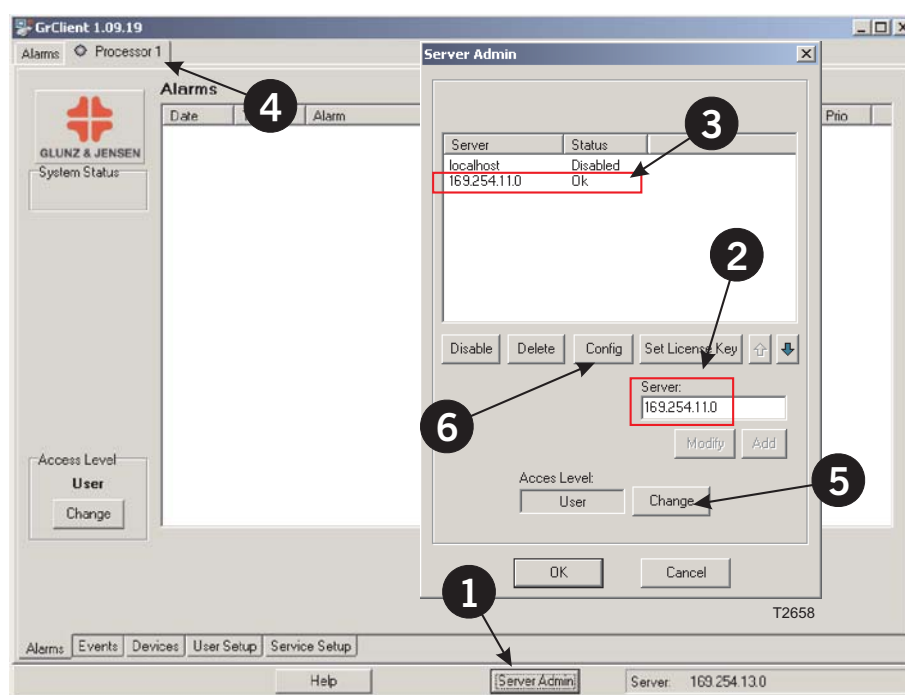 GrClient 1.09.19
Alarms Processor 1
Server Admin
4
Alarms
Date Alarm Prio
3
GLUNZ & JENSEN
System Status
Server Status
localhost Disabled
169.254.11.0 Ok
2
Disable Delete Config Set License Key
Server:
169.254.11.0
6
Modify Add
Access Level
User
Change
Acces Level:
User Change
5
OK Cancel
1
T2658
Alarms Events Devices User Setup Service Setup
Help Server Admin Server: 169.254.13.0